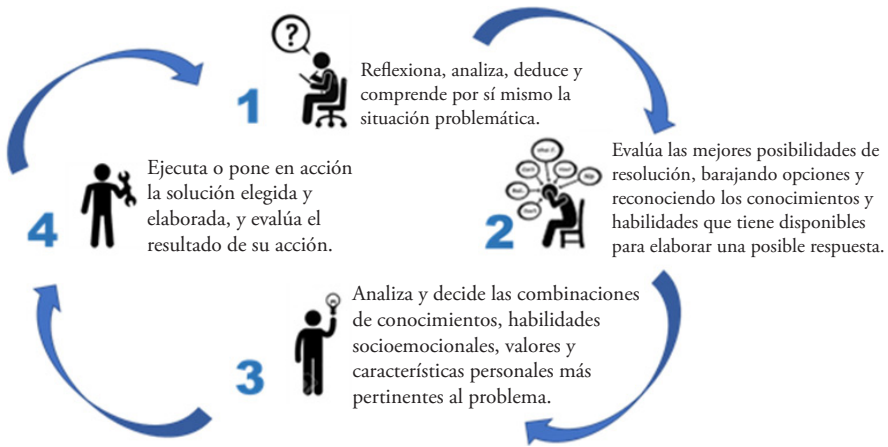 ?
1
Reflexiona, analiza, deduce y
comprende por sí mismo la
situación problemática.
2
Evalúa las mejores posibilidades de
resolución, barajando opciones y
reconociendo los conocimientos y
habilidades que tiene disponibles
para elaborar una posible respuesta.
3
Analiza y decide las combinaciones
de conocimientos, habilidades
socioemocionales, valores y
características personales más
pertinentes al problema.
4
Ejecuta o pone en acción
la solución elegida y
elaborada, y evalúa el
resultado de su acción.